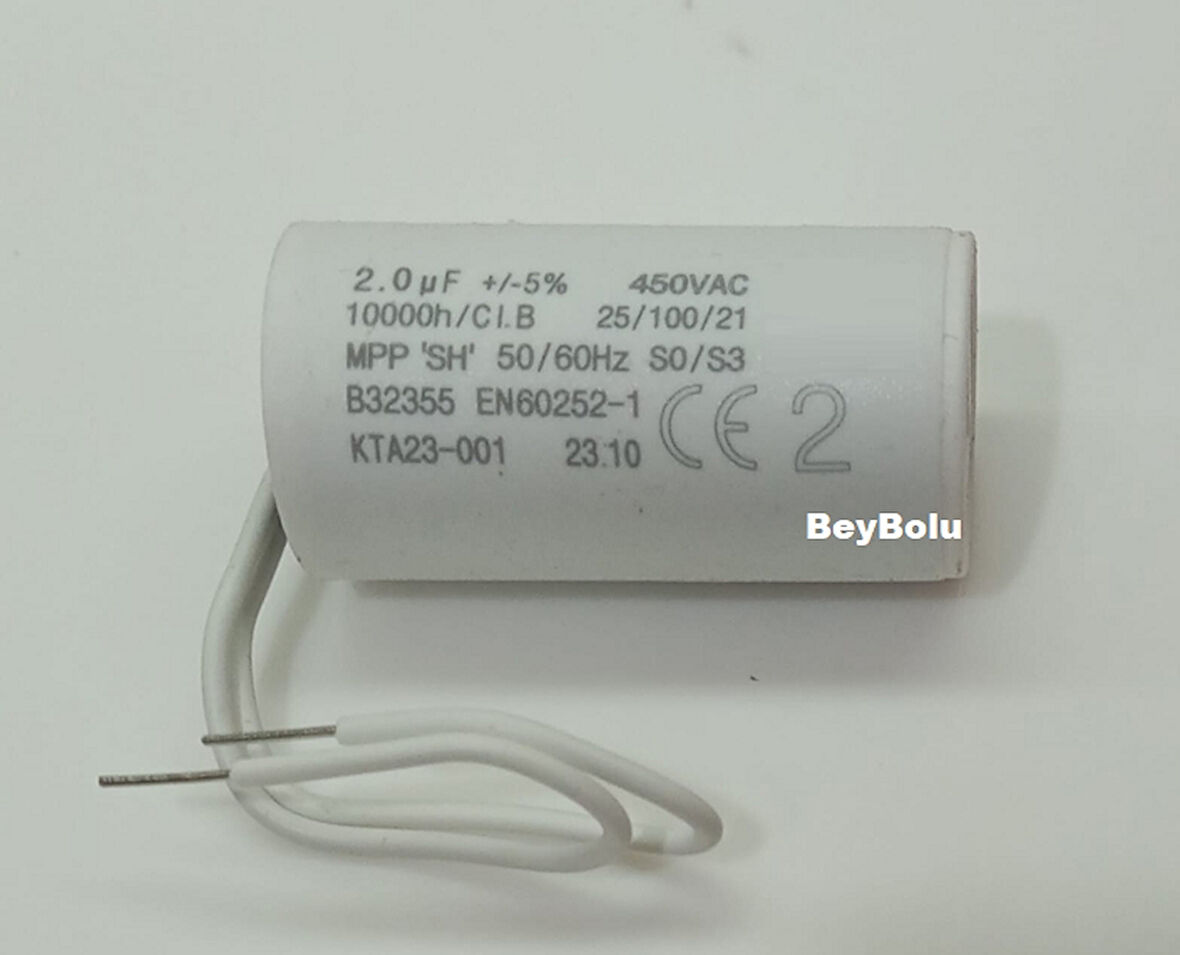 2.0µF +/-5% 450VAC
10000h/Cl.B 25/100/21
MPP 'SH' 50/60Hz S0/S3
B32355 EN60252-1
KTA23-001 23.10 CE 2
BeyBolu